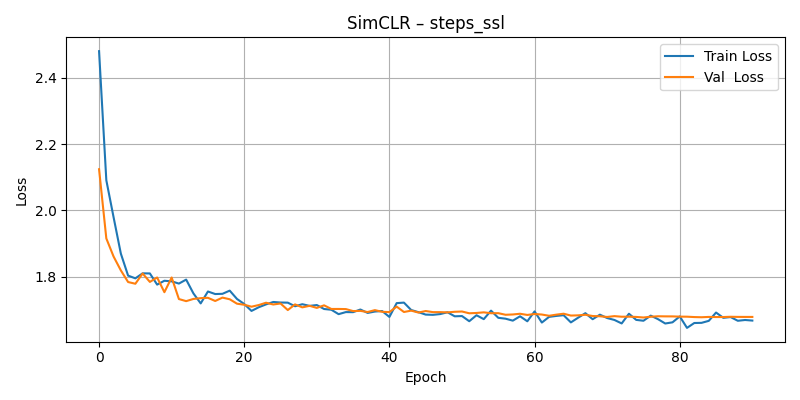 SimCLR – steps_ssl
Train Loss
Val  Loss
Loss
2.4
2.2
2.0
1.8
0
20
40
60
80
Epoch